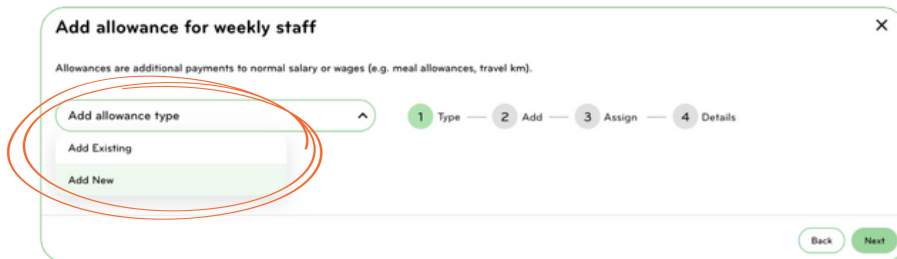 Add allowance for weekly staff
Allowances are additional payments to normal salary or wages (e.g. meal allowances, travel km).
Add allowance type
1 Type — 2 Add — 3 Assign — 4 Details
Add Existing
Add New
Back Next